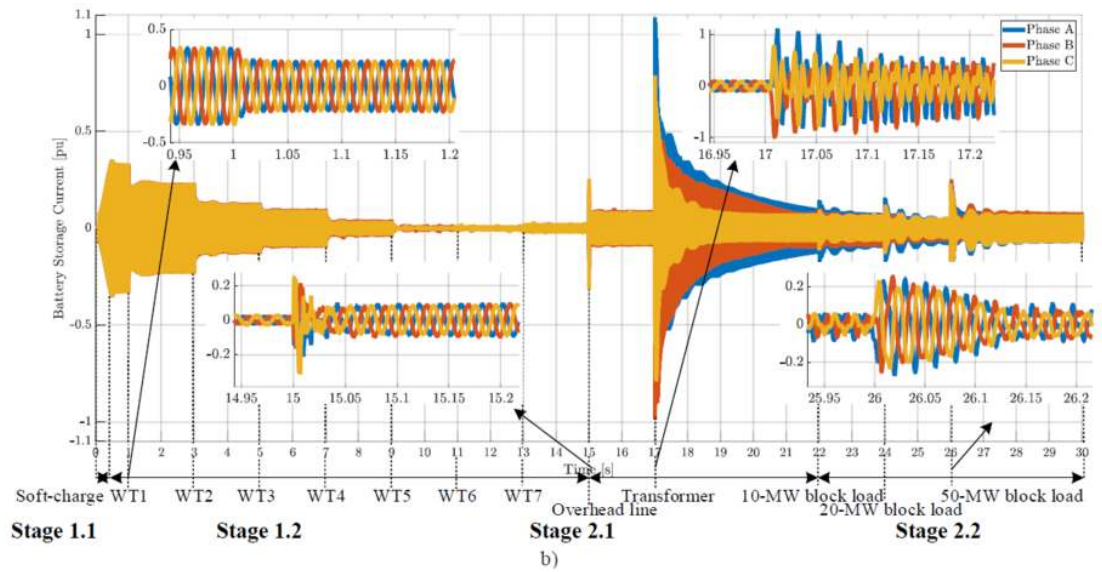 1.1
1
0.5
0
-0.5
-1
-1.1
Battery Storage Current [pu]
0.5
0
-0.5
0.95 1 1.05 1.1 1.15 1.2
1
0
-1
16.95 17 17.05 17.1 17.15 17.2
Phase A
Phase B
Phase C
0.2
0
-0.2
14.95 15 15.05 15.1 15.15 15.2
0.2
0
-0.2
25.95 26 26.05 26.1 26.15 26.2
0 1 2 3 4 5 6 7 8 9 10 11 12 13 14 15 16 17 18 19 20 21 22 23 24 25 26 27 28 29 30
Time [s]
Soft-charge WT1 WT2 WT3 WT4 WT5 WT6 WT7 Transformer 10-MW block load 50-MW block load
Overhead line 20-MW block load
Stage 1.1 Stage 1.2 Stage 2.1 Stage 2.2
b)